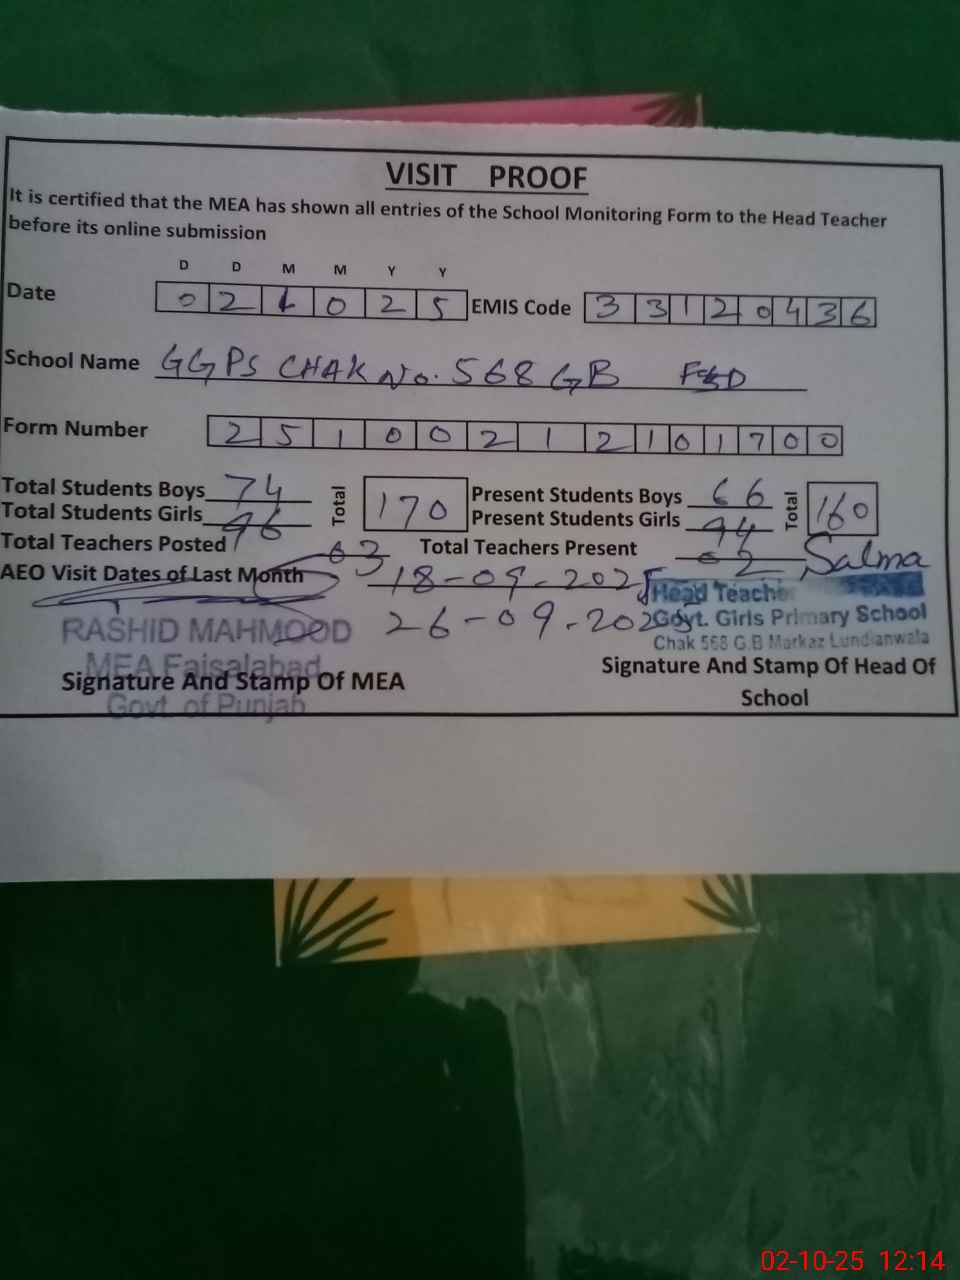 VISIT PROOF
It is certified that the MEA has shown all entries of the School Monitoring Form to the Head Teacher
before its online submission
D D M M Y Y
Date 0 2 1 0 2 5 EMIS Code 3 3 1 2 0 4 3 6
School Name GGPS CHAK No. 568 GB FSD
Form Number 2 5 1 0 0 2 1 2 1 0 1 7 0 0
Total Students Boys 74 Total 170 Present Students Boys 66 Total 160
Total Students Girls 96 Present Students Girls 94
Total Teachers Posted 03 Total Teachers Present 02 Salma
AEO Visit Dates of Last Month 18-09-2025 Head Teacher
26-09-2025 Govt. Girls Primary School
RASHID MAHMOOD Chak 568 G.B Markaz Lundianwala
MEA Faisalabad
Signature And Stamp Of MEA Signature And Stamp Of Head Of
Govt. of Punjab School
02-10-25 12:14